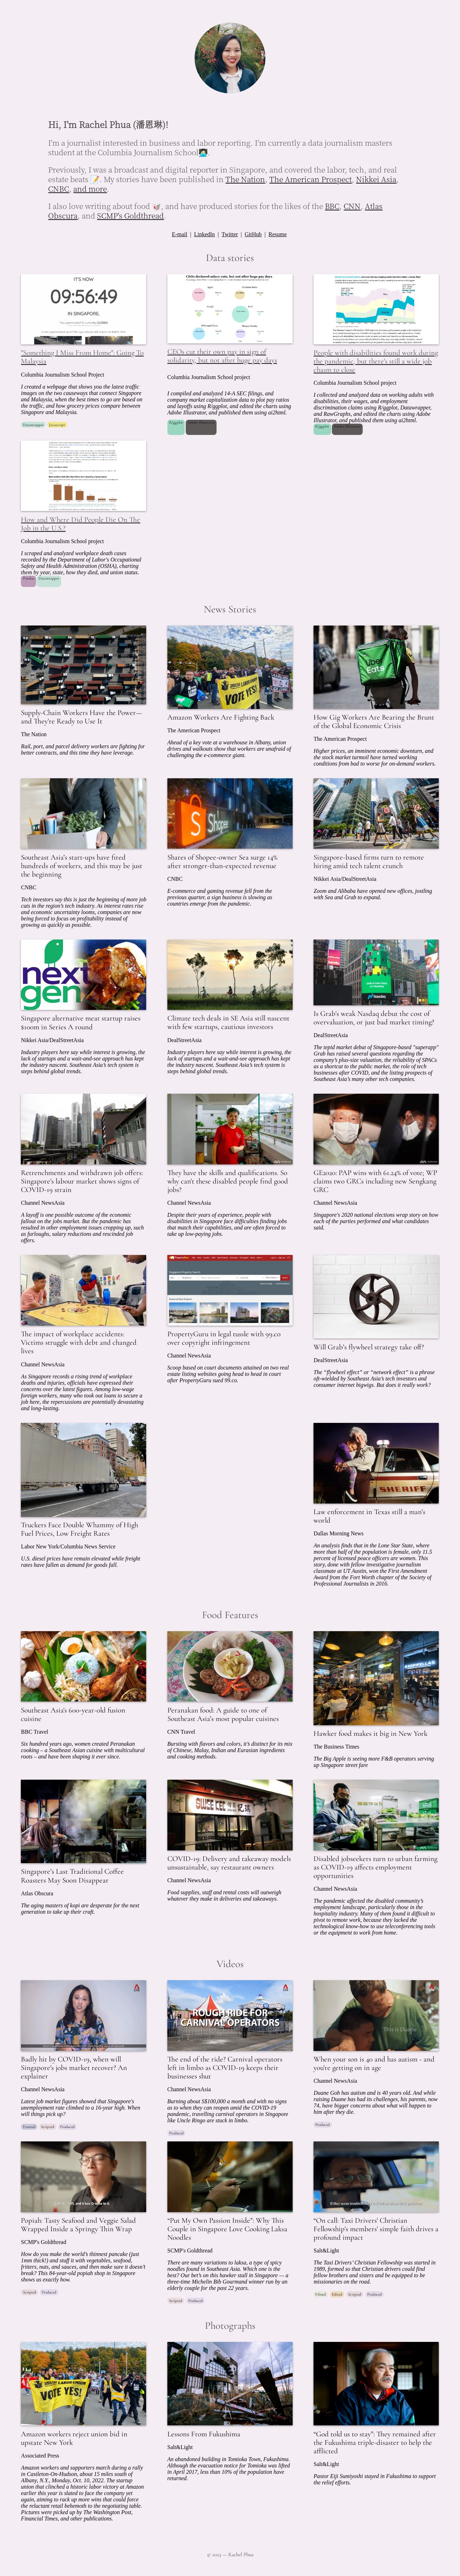 Hi, I'm Rachel Phua (潘恩琳)!
I'm a journalist interested in business and labor reporting. I'm currently a data journalism masters
student at the Columbia Journalism School
Previously, I was a broadcast and digital reporter in Singapore, and covered the labor, tech, and real
estate beats 📝. My stories have been published in The Nation, The American Prospect, Nikkei Asia,
CNBC, and more.
I also love writing about food 🥡, and have produced stories for the likes of the BBC, CNN, Atlas
Obscura, and SCMP's Goldthread.
E-mail | LinkedIn | Twitter | GitHub | Resume
Data stories
IT'S NOW
09:56:49
IN SINGAPORE.
"Something I Miss From Home": Going To
Malaysia
Columbia Journalism School Project
I created a webpage that shows you the latest traffic
images on the two causeways that connect Singapore
and Malaysia, when the best times to go are based on
the traffic, and how grocery prices compare between
Singapore and Malaysia.
Datawrapper Javascript
CEOs cut their own pay in sign of
solidarity, but not after huge pay days
Columbia Journalism School project
I compiled and analyzed 14-A SEC filings, and
company market capitalization data to plot pay ratios
and layoffs using Rggplot, and edited the charts using
Adobe Illustrator, and published them using ai2html.
People with disabilities found work during
the pandemic, but there's still a wide job
chasm to close
Columbia Journalism School project
I collected and analyzed data on working adults with
disabilities, their wages, and employment
discrimination claims using Rggplot, Datawrapper,
and RawGraphs, and edited the charts using Adobe
Illustrator, and published them using ai2html.
How and Where Did People Die On The
Job in the U.S.?
Columbia Journalism School project
I scraped and analyzed workplace death cases
recorded by the Department of Labor's Occupational
Safety and Health Administration (OSHA), charting
them by year, state, how they died, and union status.
Pandas Datawrapper
News Stories
Supply-Chain Workers Have the Power—
and They're Ready to Use It
The Nation
Rail, port, and parcel delivery workers are fighting for
better contracts, and this time they have leverage.
VOTE YES!
Amazon Workers Are Fighting Back
The American Prospect
Ahead of a key vote at a warehouse in Albany, union
drives and walkouts show that workers are unafraid of
challenging the e-commerce giant.
Uber
Eats
How Gig Workers Are Bearing the Brunt
of the Global Economic Crisis
The American Prospect
Higher prices, an imminent economic downturn, and
the stock market turmoil have turned working
conditions from bad to worse for on-demand workers.
Southeast Asia's start-ups have fired
hundreds of workers, and this may be just
the beginning
CNBC
Tech investors say this is just the beginning of more job
cuts in the region's tech industry. As interest rates rise
and economic uncertainty looms, companies are now
being forced to focus on profitability instead of
growing as quickly as possible.
Shopee
Shares of Shopee-owner Sea surge 14%
after stronger-than-expected revenue
CNBC
E-commerce and gaming revenue fell from the
previous quarter, a sign business is slowing as
countries emerge from the pandemic.
Singapore-based firms turn to remote
hiring amid tech talent crunch
Nikkei Asia/DealStreetAsia
Zoom and Alibaba have opened new offices, jostling
with Sea and Grab to expand.
next
gen
Singapore alternative meat startup raises
$100m in Series A round
Nikkei Asia/DealStreetAsia
Industry players here say while interest is growing, the
lack of startups and a wait-and-see approach has kept
the industry nascent. Southeast Asia's tech system is
steps behind global trends.
Climate tech deals in SE Asia still nascent
with few startups, cautious investors
DealStreetAsia
Industry players here say while interest is growing, the
lack of startups and a wait-and-see approach has kept
the industry nascent. Southeast Asia's tech system is
steps behind global trends.
Is Grab's weak Nasdaq debut the cost of
overvaluation, or just bad market timing?
DealStreetAsia
The tepid market debut of Singapore-based "superapp"
Grab has raised several questions regarding the
company's plus-size valuation, the reliability of SPACs
as a shortcut to the public market, the role of tech
businesses after COVID, and the listing prospects of
Southeast Asia's many other tech companies.
Retrenchments and withdrawn job offers:
Singapore's labour market shows signs of
COVID-19 strain
Channel NewsAsia
A layoff is one possible outcome of the economic
fallout on the jobs market. But the pandemic has
resulted in other employment issues cropping up, such
as furloughs, salary reductions and rescinded job
offers.
They have the skills and qualifications. So
why can't these disabled people find good
jobs?
Channel NewsAsia
Despite their years of experience, people with
disabilities in Singapore face difficulties finding jobs
that match their capabilities, and are often forced to
take up low-paying jobs.
GE2020: PAP wins with 61.24% of vote; WP
claims two GRCs including new Sengkang
GRC
Channel NewsAsia
Singapore's 2020 national elections wrap story on how
each of the parties performed and what candidates
said.
The impact of workplace accidents:
Victims struggle with debt and changed
lives
Channel NewsAsia
As Singapore records a rising trend of workplace
deaths and injuries, officials have expressed their
concerns over the latest figures. Among low-wage
foreign workers, many who took out loans to secure a
job here, the repercussions are potentially devastating
and long-lasting.
PropertyGuru in legal tussle with 99.co
over copyright infringement
Channel NewsAsia
Scoop based on court documents attained on two real
estate listing websites going head to head in court
after PropertyGuru sued 99.co.
Will Grab's flywheel strategy take off?
DealStreetAsia
The "flywheel effect" or "network effect" is a phrase
oft-wielded by Southeast Asia's tech investors and
consumer internet bigwigs. But does it really work?
Truckers Face Double Whammy of High
Fuel Prices, Low Freight Rates
Labor New York/Columbia News Service
U.S. diesel prices have remain elevated while freight
rates have fallen as demand for goods fall.
SHERIFF
Law enforcement in Texas still a man's
world
Dallas Morning News
An analysis finds that in the Lone Star State, where
more than half of the population is female, only 11.5
percent of licensed peace officers are women. This
story, done with fellow investigative journalism
classmate at UT Austin, won the First Amendment
Award from the Fort Worth chapter of the Society of
Professional Journalists in 2016.
Food Features
Southeast Asia's 600-year-old fusion
cuisine
BBC Travel
Six hundred years ago, women created Peranakan
cooking – a Southeast Asian cuisine with multicultural
roots – and have been shaping it ever since.
Peranakan food: A guide to one of
Southeast Asia's most popular cuisines
CNN Travel
Bursting with flavors and colors, it's distinct for its mix
of Chinese, Malay, Indian and Eurasian ingredients
and cooking methods.
Hawker food makes it big in New York
The Business Times
The Big Apple is seeing more F&B operators serving
up Singapore street fare
Singapore's Last Traditional Coffee
Roasters May Soon Disappear
Atlas Obscura
The aging masters of kopi are desperate for the next
generation to take up their craft.
COVID-19: Delivery and takeaway models
unsustainable, say restaurant owners
Channel NewsAsia
Food supplies, staff and rental costs will outweigh
whatever they make in deliveries and takeaways.
Disabled jobseekers turn to urban farming
as COVID-19 affects employment
opportunities
Channel NewsAsia
The pandemic affected the disabled community's
employment landscape, particularly those in the
hospitality industry. Many of them found it difficult to
pivot to remote work, because they lacked the
technological know-how to use teleconferencing tools
or the equipment to work from home.
Videos
Badly hit by COVID-19, when will
Singapore's jobs market recover? An
explainer
Channel NewsAsia
Latest job market figures showed that Singapore's
unemployment rate climbed to a 16-year high. When
will things pick up?
Fronted Scripted Produced
ROUGH RIDE FOR
CARNIVAL OPERATORS
The end of the ride? Carnival operators
left in limbo as COVID-19 keeps their
businesses shut
Channel NewsAsia
Burning about S$100,000 a month and with no signs
as to when they can reopen amid the COVID-19
pandemic, travelling carnival operators in Singapore
like Uncle Ringo are stuck in limbo.
Produced
This is Duane
When your son is 40 and has autism - and
you're getting on in age
Channel NewsAsia
Duane Goh has autism and is 40 years old. And while
raising Duane has had its challenges, his parents, now
74, have bigger concerns about what will happen to
him after they die.
Produced
Popiah: Tasty Seafood and Veggie Salad
Wrapped Inside a Springy Thin Wrap
SCMP's Goldthread
How do you make the world's thinnest pancake (just
1mm thick!) and stuff it with vegetables, seafood,
fritters, nuts, and sauces, and then make sure it doesn't
break? This 84-year-old popiah shop in Singapore
shows us exactly how.
Scripted Produced
"Put My Own Passion Inside": Why This
Couple in Singapore Love Cooking Laksa
Noodles
SCMP's Goldthread
There are many variations to laksa, a type of spicy
noodles found in Southeast Asia. Which one is the
best? Our bet's on this hawker stall in Singapore — a
three-time Michelin Bib Gourmand winner run by an
elderly couple for the past 22 years.
Scripted Produced
"On call: Taxi Drivers' Christian
Fellowship's members' simple faith drives a
profound impact
Salt&Light
The Taxi Drivers' Christian Fellowship was started in
1989, formed so that Christian drivers could be find
fellow brothers and sisters and be equipped to be
missionaries on the road.
Filmed Edited Scripted Produced
Photographs
VOTE YES!
Amazon workers reject union bid in
upstate New York
Associated Press
Amazon workers and supporters march during a rally
in Castleton-On-Hudson, about 15 miles south of
Albany, N.Y., Monday, Oct. 10, 2022. The startup
union that clinched a historic labor victory at Amazon
earlier this year is slated to face the company yet
again, aiming to rack up more wins that could force
the reluctant retail behemoth to the negotiating table.
Pictures were picked up by The Washington Post,
Financial Times, and other publications.
Lessons From Fukushima
Salt&Light
An abandoned building in Tomioka Town, Fukushima.
Although the evacuation notice for Tomioka was lifted
in April 2017, less than 10% of the population have
returned.
"God told us to stay": They remained after
the Fukushima triple-disaster to help the
afflicted
Salt&Light
Pastor Eiji Sumiyoshi stayed in Fukushima to support
the relief efforts.
© 2023 — Rachel Phua